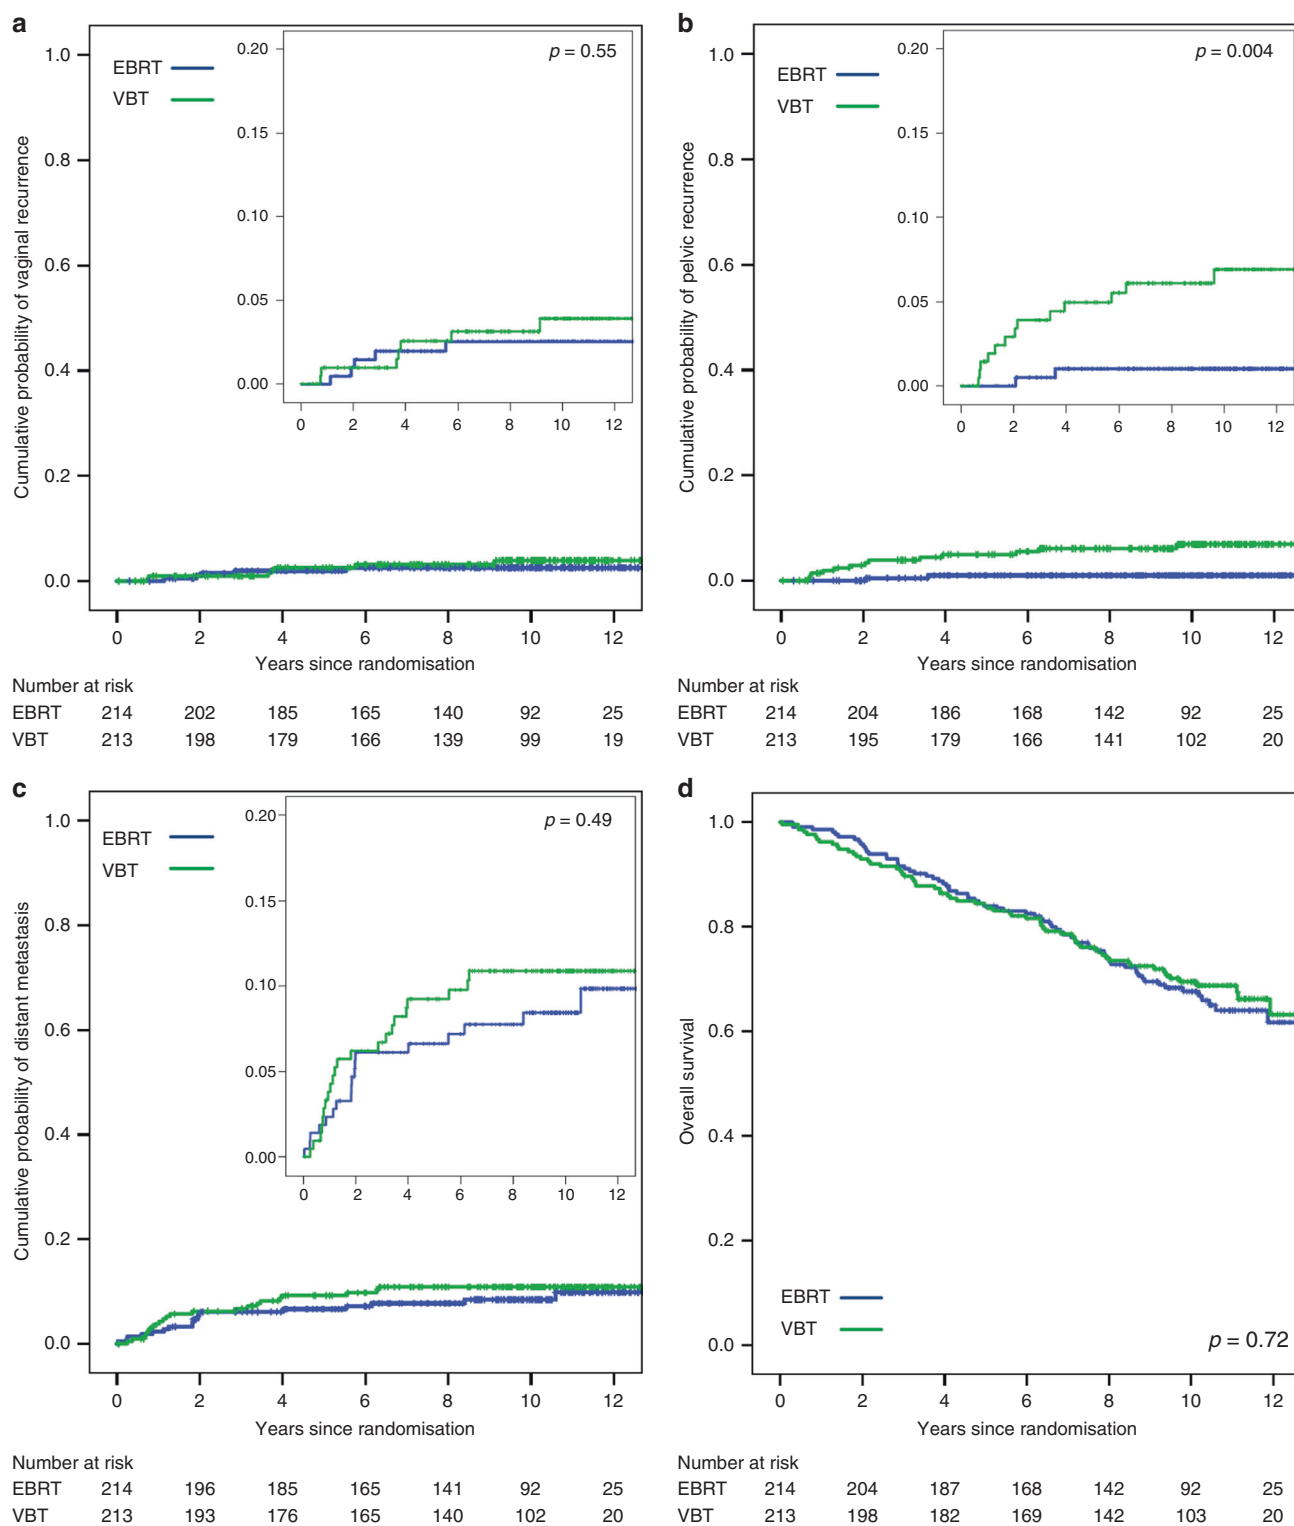 a
1.0
0.8
0.6
0.4
0.2
0.0
Cumulative probability of vaginal recurrence
EBRT
VBT
0.20
0.15
0.10
0.05
0.00
p = 0.55
0 2 4 6 8 10 12
0 2 4 6 8 10 12
Years since randomisation
Number at risk
EBRT 214 202 185 165 140 92 25
VBT 213 198 179 166 139 99 19
b
1.0
0.8
0.6
0.4
0.2
0.0
Cumulative probability of pelvic recurrence
EBRT
VBT
0.20
0.15
0.10
0.05
0.00
p = 0.004
0 2 4 6 8 10 12
0 2 4 6 8 10 12
Years since randomisation
Number at risk
EBRT 214 204 186 168 142 92 25
VBT 213 195 179 166 141 102 20
c
1.0
0.8
0.6
0.4
0.2
0.0
Cumulative probability of distant metastasis
EBRT
VBT
0.20
0.15
0.10
0.05
0.00
p = 0.49
0 2 4 6 8 10 12
0 2 4 6 8 10 12
Years since randomisation
Number at risk
EBRT 214 196 185 165 141 92 25
VBT 213 193 176 165 140 102 20
d
1.0
0.8
0.6
0.4
0.2
0.0
Overall survival
EBRT
VBT
p = 0.72
0 2 4 6 8 10 12
Years since randomisation
Number at risk
EBRT 214 204 187 168 142 92 25
VBT 213 198 182 169 142 103 20